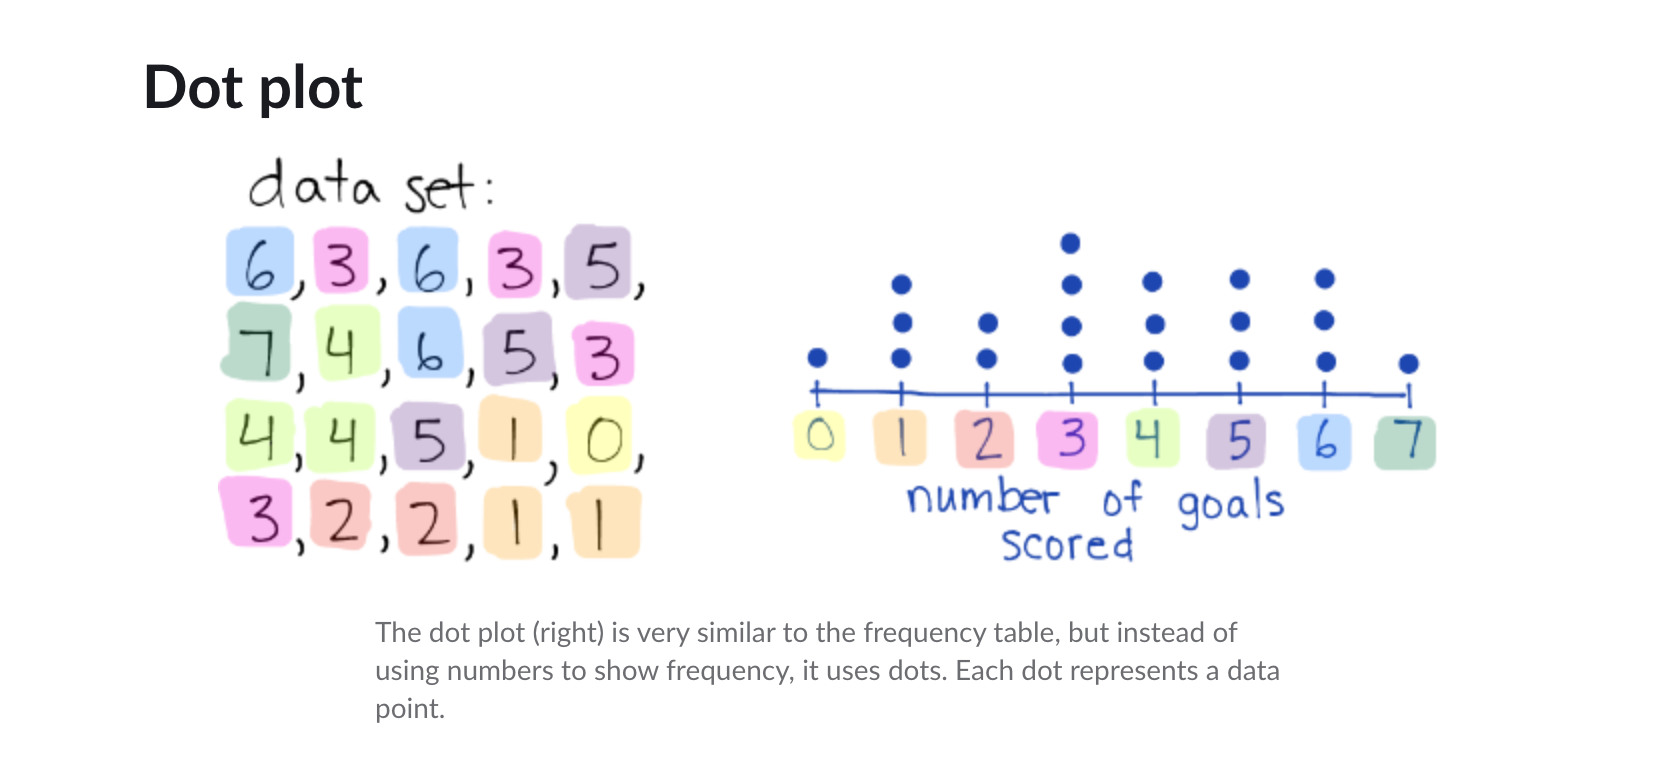 Dot plot
data set:
6, 3, 6, 3, 5,
7, 4, 6, 5, 3
4, 4, 5, 1, 0,
3, 2, 2, 1, 1
0 1 2 3 4 5 6 7
number of goals
scored
The dot plot (right) is very similar to the frequency table, but instead of
using numbers to show frequency, it uses dots. Each dot represents a data
point.